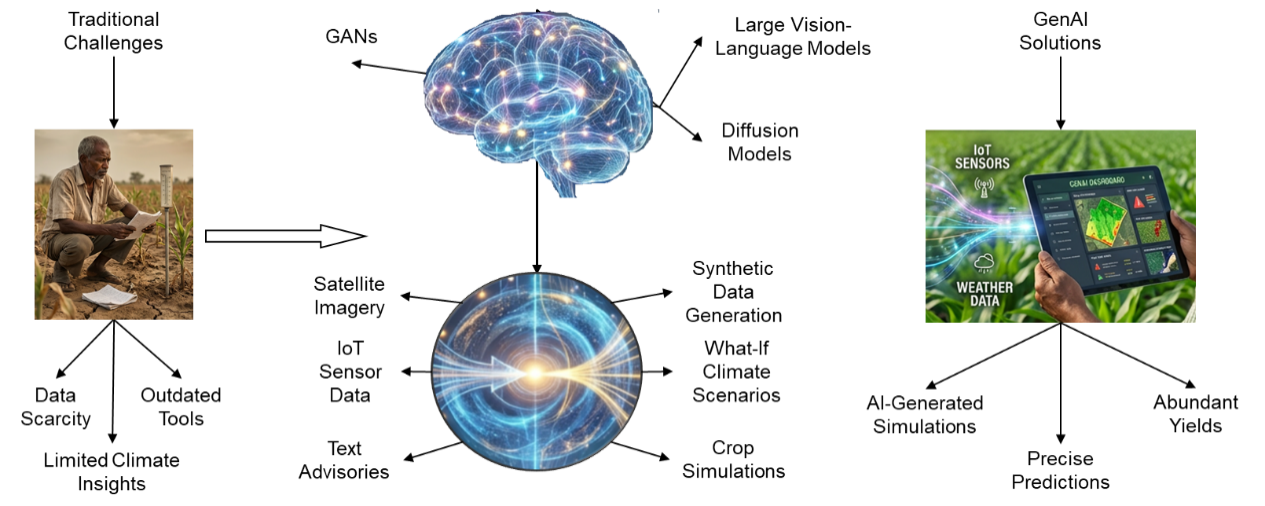 Traditional
Challenges
Data
Scarcity
Outdated
Tools
Limited Climate
Insights
GANs
Large Vision-
Language Models
Diffusion
Models
Satellite
Imagery
IoT
Sensor
Data
Text
Advisories
Synthetic
Data
Generation
What-If
Climate
Scenarios
Crop
Simulations
GenAI
Solutions
IoT
SENSORS
WEATHER
DATA
AI-Generated
Simulations
Precise
Predictions
Abundant
Yields